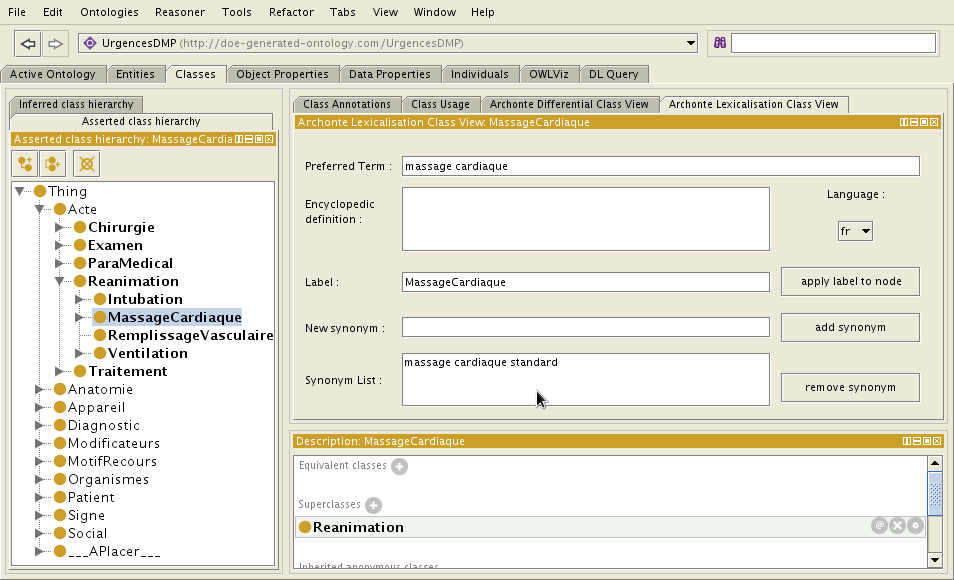 File Edit Ontologies Reasoner Tools Refactor Tabs View Window Help
UrgencesDMP (http://doe-generated-ontology.com/UrgencesDMP)
Active Ontology Entities Classes Object Properties Data Properties Individuals OWLViz DL Query
Inferred class hierarchy
Asserted class hierarchy
Asserted class hierarchy: MassageCardia
Thing
Acte
Chirurgie
Examen
ParaMedical
Reanimation
Intubation
MassageCardiaque
RemplissageVasculaire
Ventilation
Traitement
Anatomie
Appareil
Diagnostic
Modificateurs
MotifRecours
Organismes
Patient
Signe
Social
___APlacer___
Class Annotations Class Usage Archonte Differential Class View Archonte Lexicalisation Class View
Archonte Lexicalisation Class View: MassageCardiaque
Preferred Term : massage cardiaque
Encyclopedic
definition :
Language :
fr
Label : MassageCardiaque apply label to node
New synonym : add synonym
massage cardiaque standard
Synonym List : remove synonym
Description: MassageCardiaque
Equivalent classes
Superclasses
Reanimation
Inherited anonymous classes